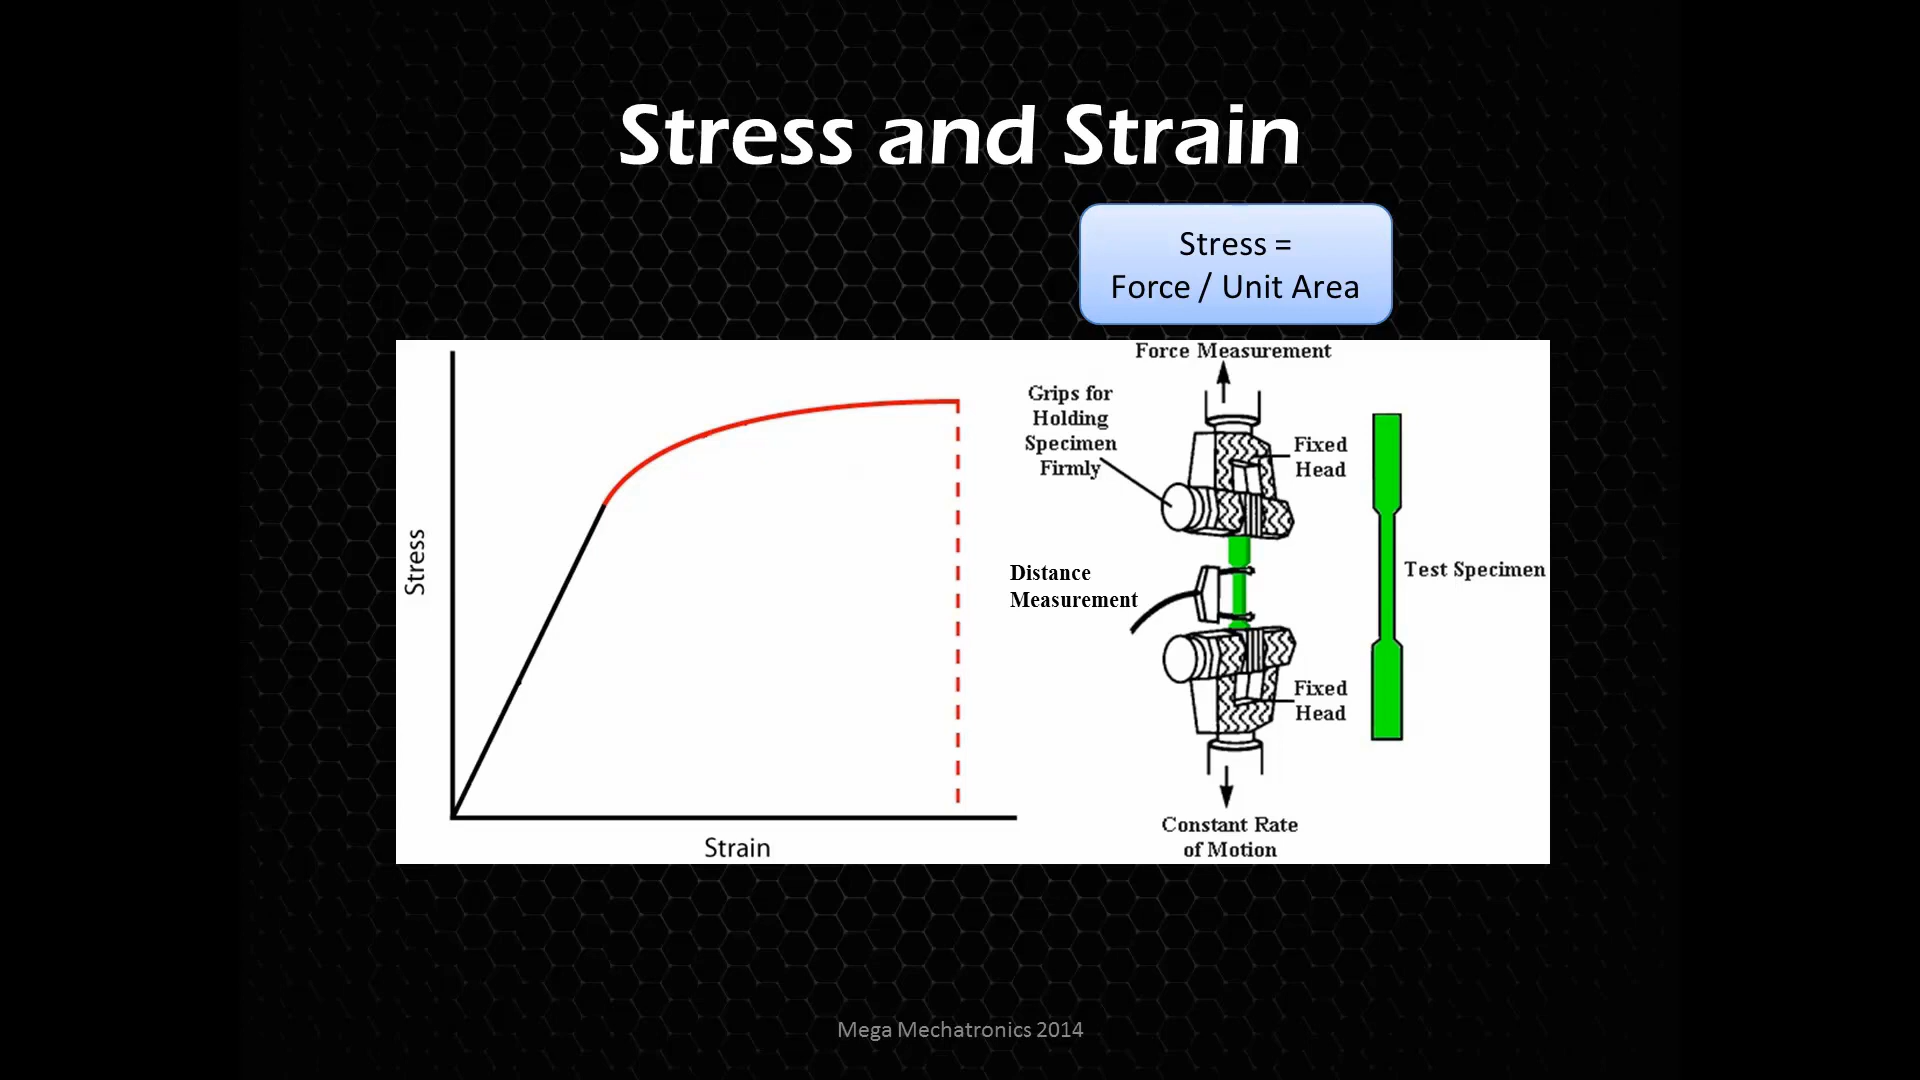 Stress and Strain
Stress =
Force / Unit Area
Force Measurement
Grips for
Holding
Specimen
Firmly
Fixed
Head
Stress
Distance
Measurement
Test Specimen
Fixed
Head
Constant Rate
of Motion
Strain
Mega Mechatronics 2014